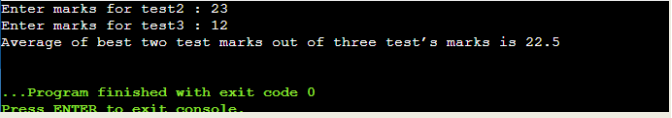 Enter marks for test2 : 23
Enter marks for test3 : 12
Average of best two test marks out of three test’s marks is 22.5
...Program finished with exit code 0
Press ENTER to exit console.